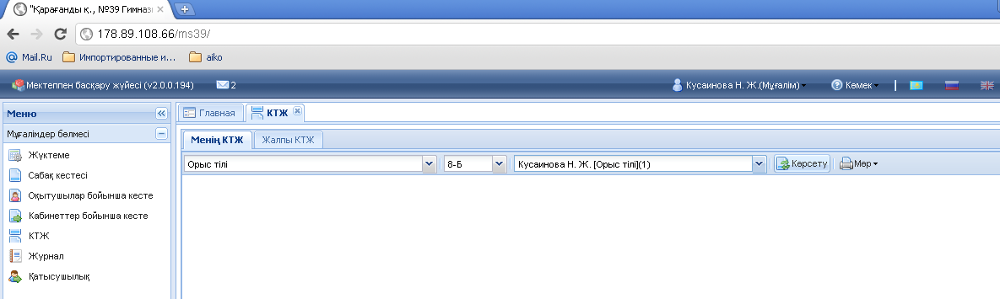 "Қарағанды қ., №39 Гимназ
178.89.108.66/ms39/
Mail.Ru Импортированные и... aiko
Мектеппен басқару жүйесі (v2.0.0.194) 2 Кусаинова Н. Ж.(Мұғалім) Көмек
Меню Главная КТЖ
Мұғалімдер бөлмесі Менің КТЖ Жалпы КТЖ
Жүктеме Орыс тілі 8-Б Кусаинова Н. Ж. [Орыс тілі](1) Көрсету Мөр
Сабақ кестесі
Оқытушылар бойынша кесте
Кабинеттер бойынша кесте
КТЖ
Журнал
Қатысушылық